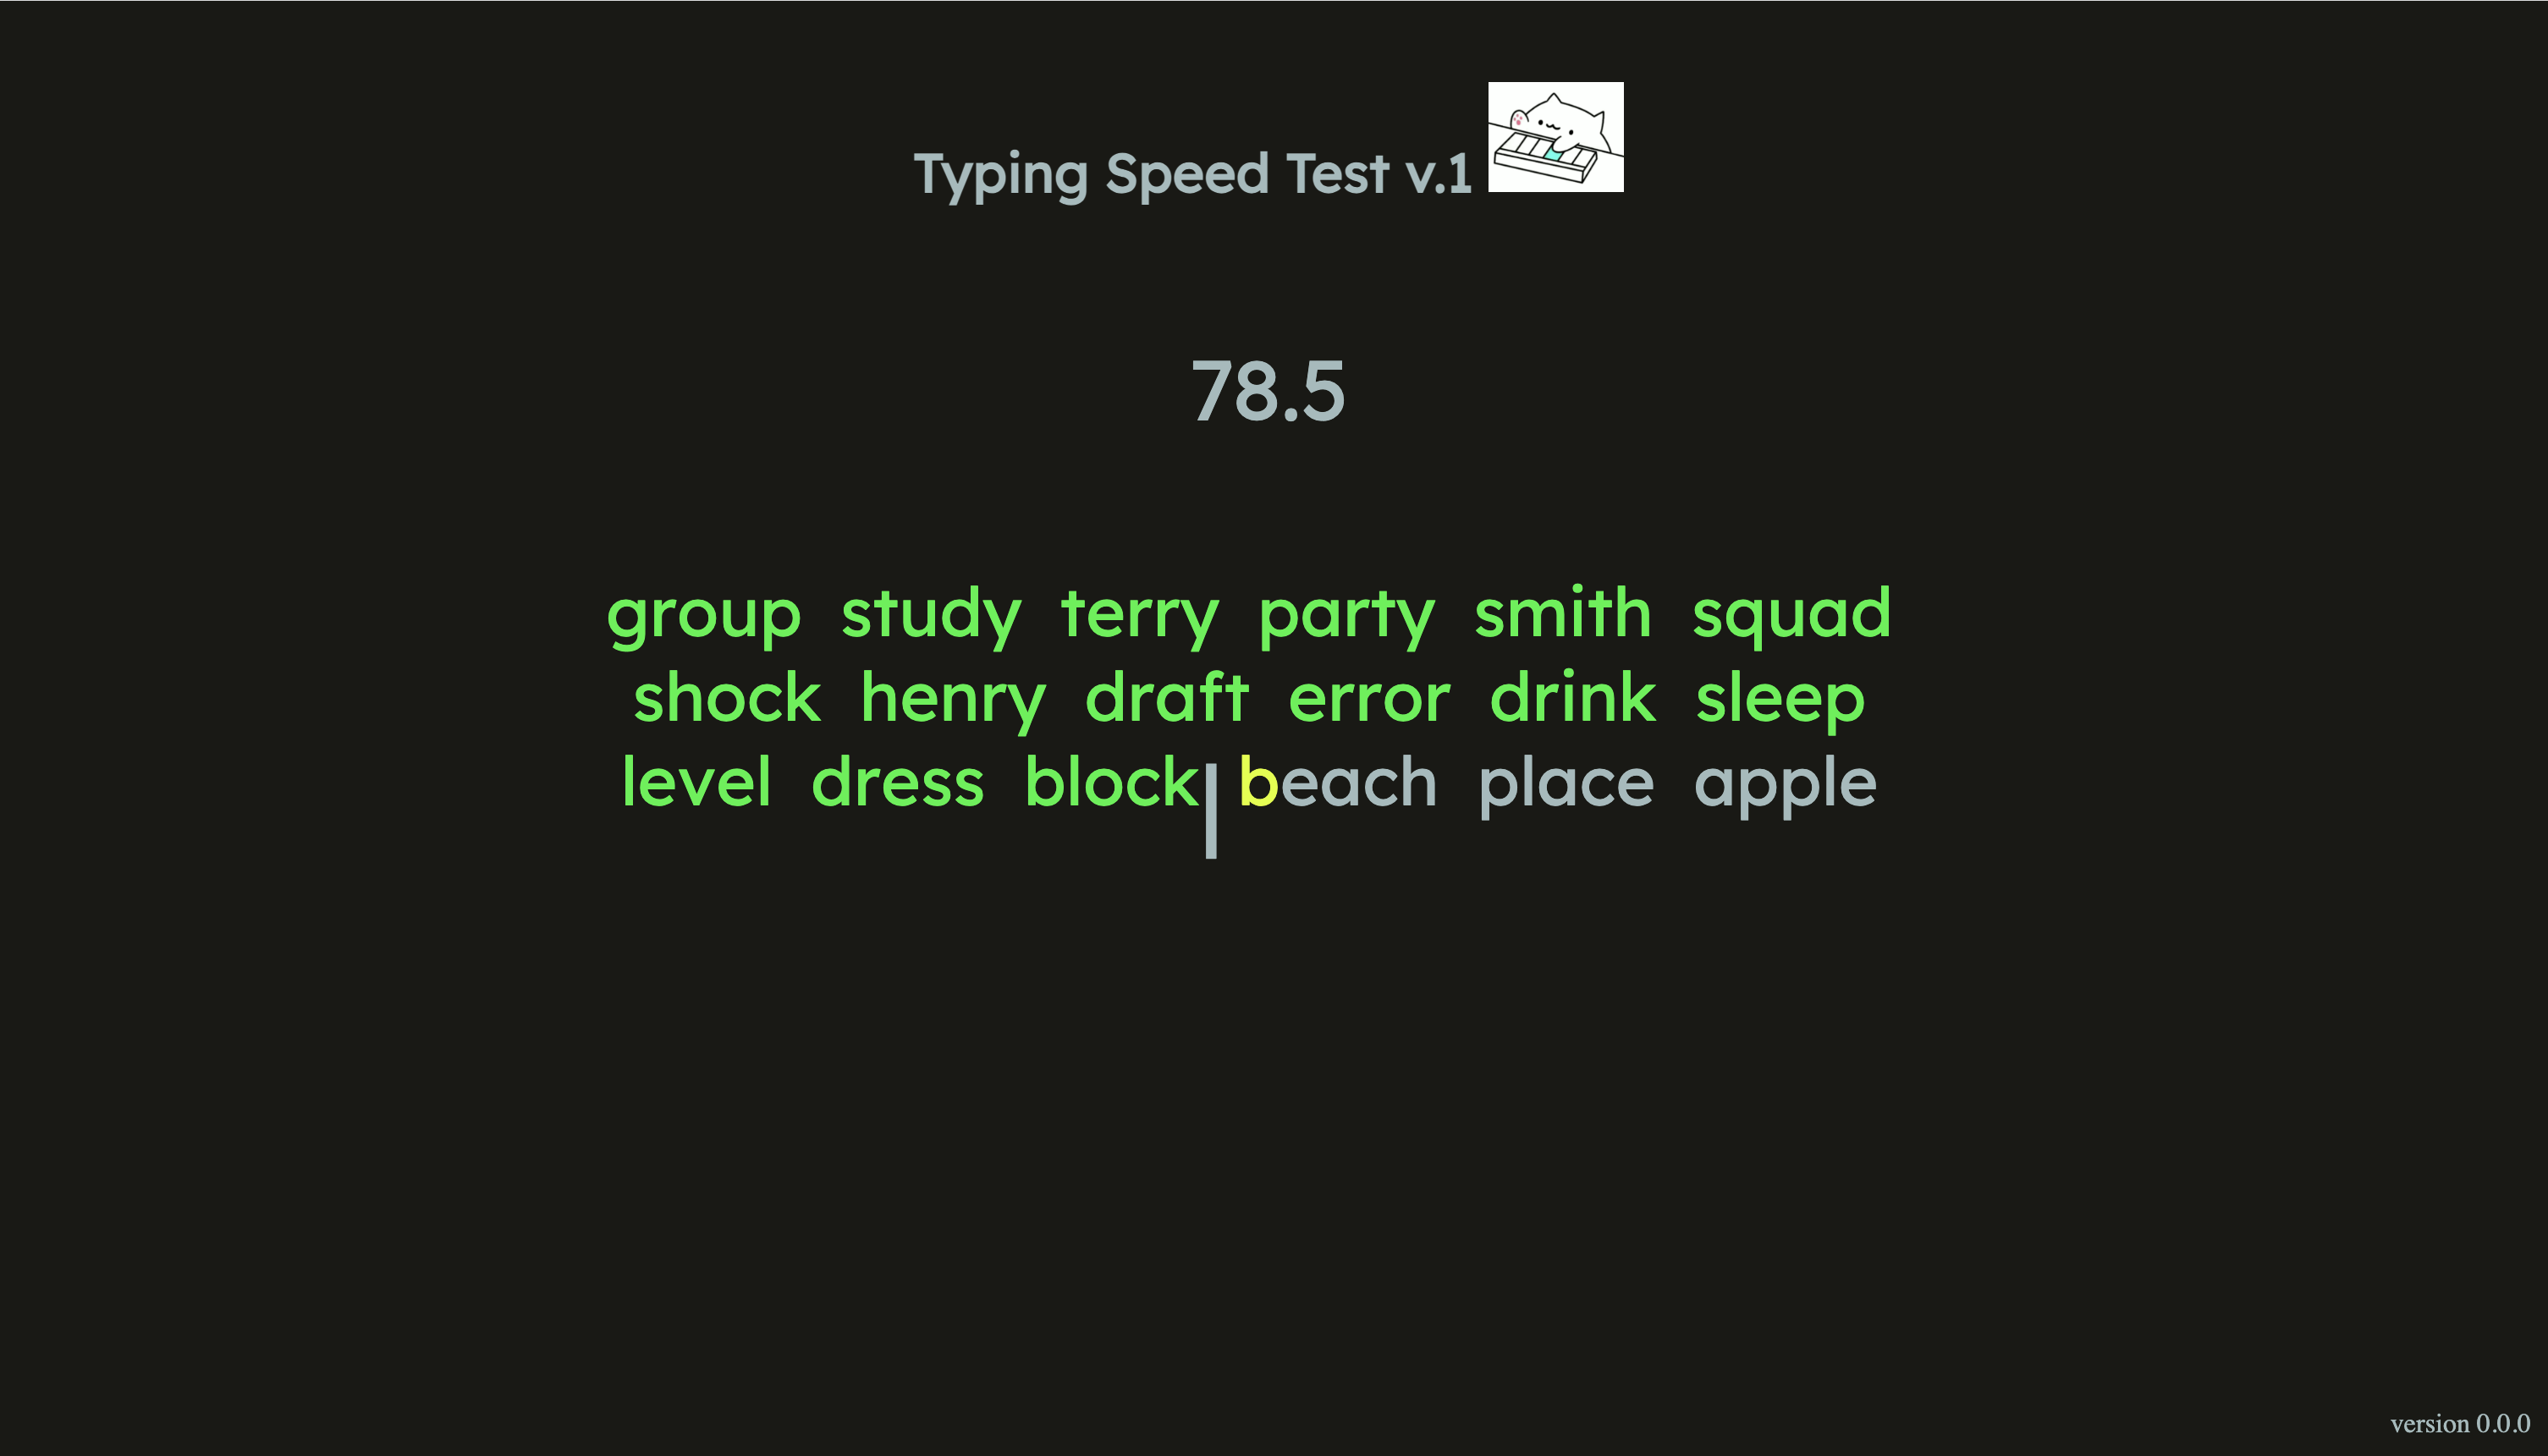 Typing Speed Test v.1
78.5
group study terry party smith squad
shock henry draft error drink sleep
level dress block beach place apple
version 0.0.0